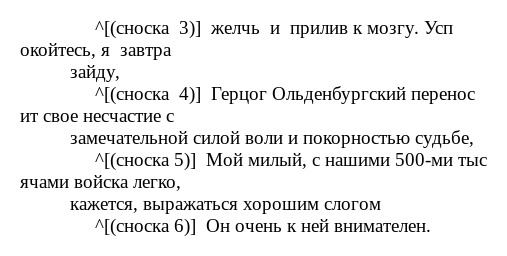 ^[(сноска 3)] желчь и прилив к мозгу. Усп
окойтесь, я завтра
зайду,
^[(сноска 4)] Герцог Ольденбургский перенос
ит свое несчастие с
замечательной силой воли и покорностью судьбе,
^[(сноска 5)] Мой милый, с нашими 500-ми тыс
ячами войска легко,
кажется, выражаться хорошим слогом
^[(сноска 6)] Он очень к ней внимателен.